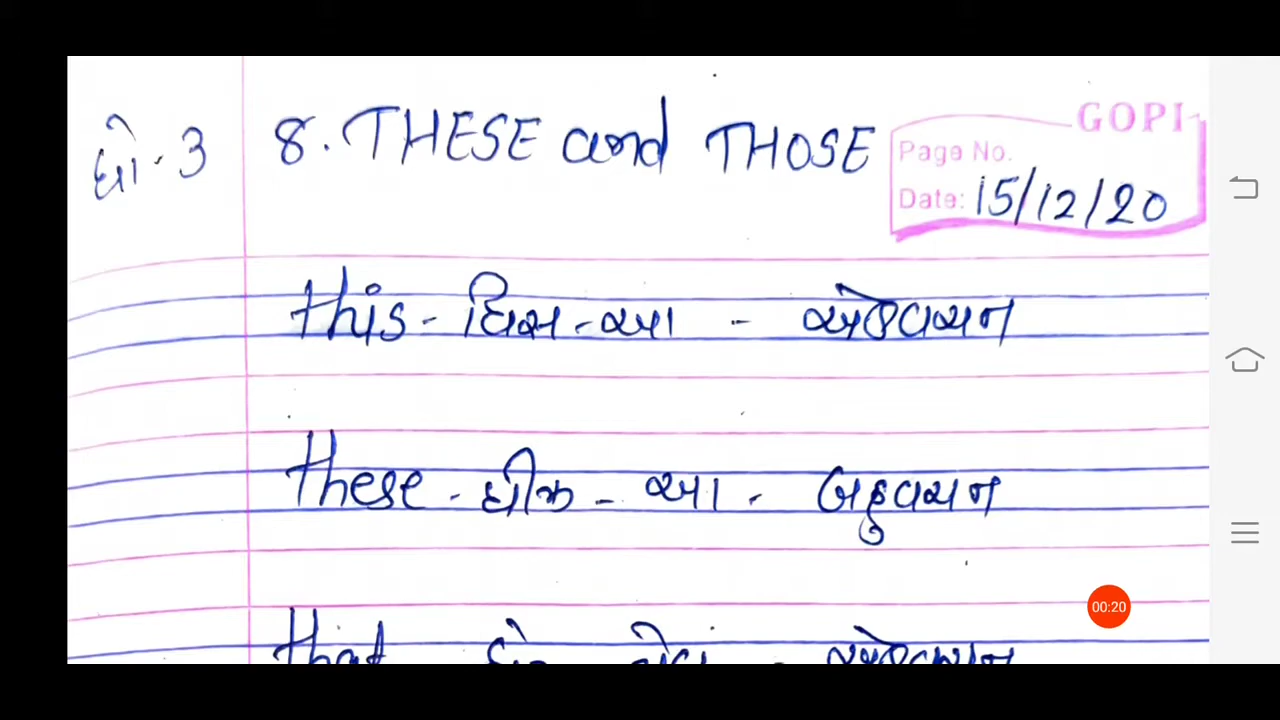 GOPI
ધો.3 8. THESE and THOSE
Page No.
Date: 15/12/20
this - ધિસ - આ - એકવચન
these - ધીઝ - આ - બહુવચન
that
00:20